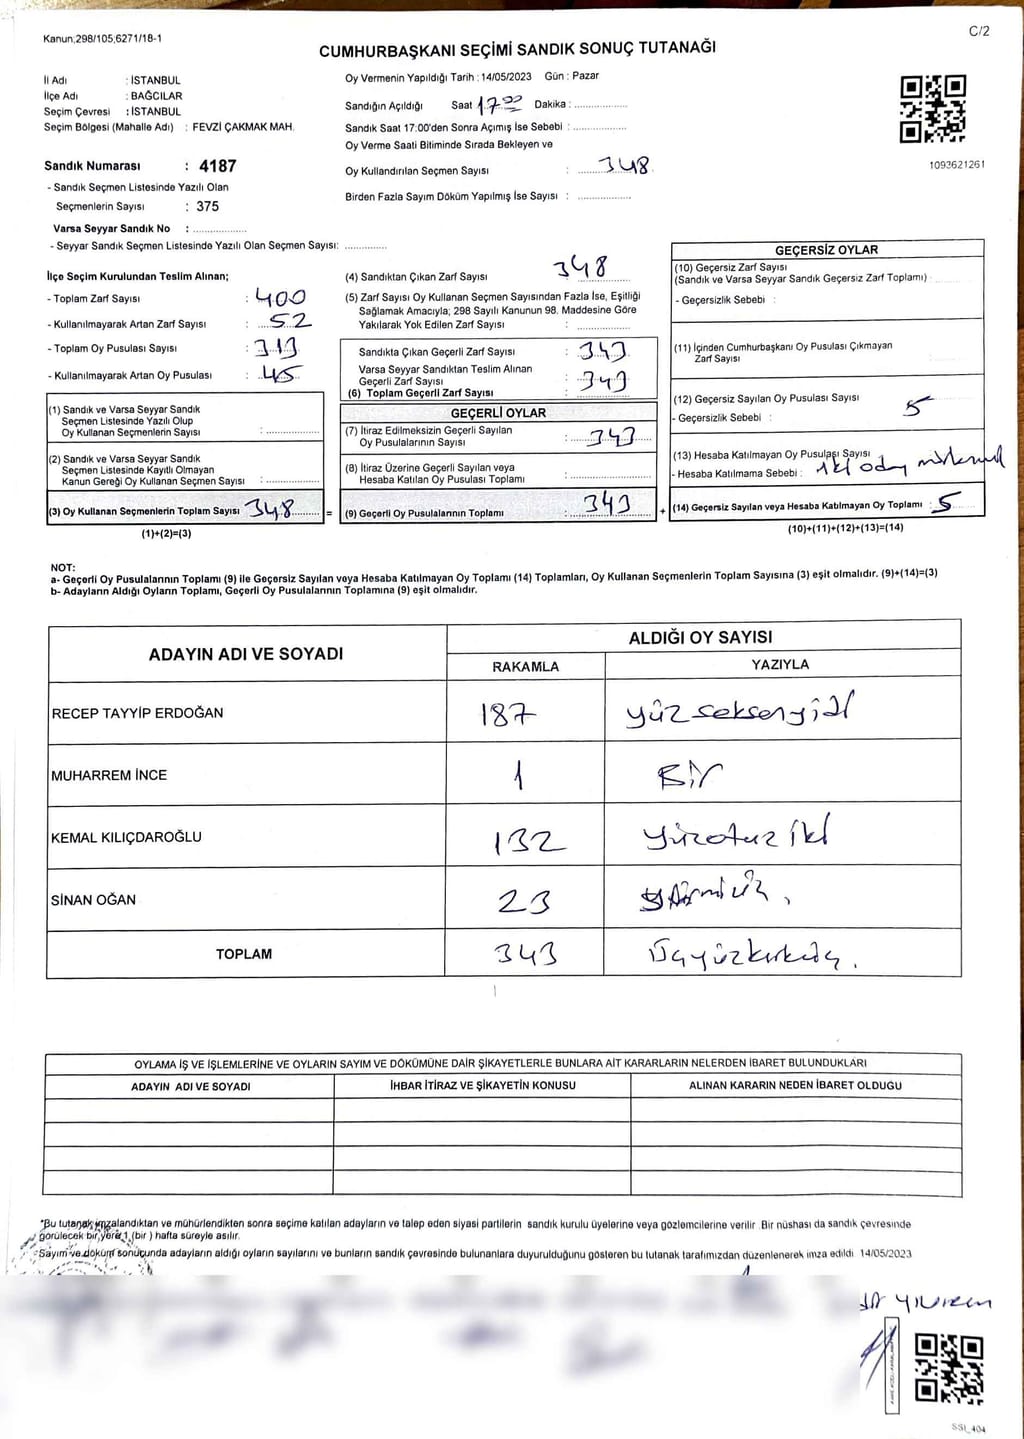 Kanun;298/105;6271/18-1
C/2
CUMHURBAŞKANI SEÇİMİ SANDIK SONUÇ TUTANAĞI
İl Adı : İSTANBUL
İlçe Adı : BAĞCILAR
Seçim Çevresi : İSTANBUL
Seçim Bölgesi (Mahalle Adı) : FEVZİ ÇAKMAK MAH.
Sandık Numarası : 4187
- Sandık Seçmen Listesinde Yazılı Olan
Seçmenlerin Sayısı : 375
Varsa Seyyar Sandık No : ....................
- Seyyar Sandık Seçmen Listesinde Yazılı Olan Seçmen Sayısı: ...............
Oy Vermenin Yapıldığı Tarih : 14/05/2023 Gün : Pazar
Sandığın Açıldığı Saat 17:00 Dakika : ....................
Sandık Saat 17:00'den Sonra Açımış İse Sebebi : ....................
Oy Verme Saati Bitiminde Sırada Bekleyen ve
Oy Kullandırılan Seçmen Sayısı : 348
Birden Fazla Sayım Döküm Yapılmış İse Sayısı : ....................
1093621261
İlçe Seçim Kurulundan Teslim Alınan;
- Toplam Zarf Sayısı : 400
- Kullanılmayarak Artan Zarf Sayısı : 52
- Toplam Oy Pusulası Sayısı : 313
- Kullanılmayarak Artan Oy Pusulası : 45
(1) Sandık ve Varsa Seyyar Sandık
Seçmen Listesinde Yazılı Olup
Oy Kullanan Seçmenlerin Sayısı : ....................
(2) Sandık ve Varsa Seyyar Sandık
Seçmen Listesinde Kayıtlı Olmayan
Kanun Gereği Oy Kullanan Seçmen Sayısı : ....................
(3) Oy Kullanan Seçmenlerin Toplam Sayısı 348 =
(1)+(2)=(3)
(4) Sandıktan Çıkan Zarf Sayısı 348
(5) Zarf Sayısı Oy Kullanan Seçmen Sayısından Fazla İse, Eşitliği
Sağlamak Amacıyla; 298 Sayılı Kanunun 98. Maddesine Göre
Yakılarak Yok Edilen Zarf Sayısı : ....................
Sandıkta Çıkan Geçerli Zarf Sayısı : 343
Varsa Seyyar Sandıktan Teslim Alınan
Geçerli Zarf Sayısı : 343
(6) Toplam Geçerli Zarf Sayısı : ....................
GEÇERLİ OYLAR
(7) İtiraz Edilmeksizin Geçerli Sayılan
Oy Pusulalarının Sayısı : 343
(8) İtiraz Üzerine Geçerli Sayılan veya
Hesaba Katılan Oy Pusulası Toplamı : ....................
(9) Geçerli Oy Pusulalarının Toplamı : 343 +
GEÇERSİZ OYLAR
(10) Geçersiz Zarf Sayısı
(Sandık ve Varsa Seyyar Sandık Geçersiz Zarf Toplamı)
- Geçersizlik Sebebi :
(11) İçinden Cumhurbaşkanı Oy Pusulası Çıkmayan
Zarf Sayısı
(12) Geçersiz Sayılan Oy Pusulası Sayısı 5
- Geçersizlik Sebebi :
(13) Hesaba Katılmayan Oy Pusulası Sayısı
- Hesaba Katılmama Sebebi : iki oday
(14) Geçersiz Sayılan veya Hesaba Katılmayan Oy Toplamı : 5
(10)+(11)+(12)+(13)=(14)
NOT:
a- Geçerli Oy Pusulalarının Toplamı (9) ile Geçersiz Sayılan veya Hesaba Katılmayan Oy Toplamı (14) Toplamları, Oy Kullanan Seçmenlerin Toplam Sayısına (3) eşit olmalıdır. (9)+(14)=(3)
b- Adayların Aldığı Oyların Toplamı, Geçerli Oy Pusulalarının Toplamına (9) eşit olmalıdır.
ADAYIN ADI VE SOYADI ALDIĞI OY SAYISI
RAKAMLA YAZIYLA
RECEP TAYYİP ERDOĞAN 187 yüzseksenyidi
MUHARREM İNCE 1 Bir
KEMAL KILIÇDAROĞLU 132 yüzotuz iki
SİNAN OĞAN 23 yirmiüç
TOPLAM 343 Üçyüzkırküç.
OYLAMA İŞ VE İŞLEMLERİNE VE OYLARIN SAYIM VE DÖKÜMÜNE DAİR ŞİKAYETLERLE BUNLARA AİT KARARLARIN NELERDEN İBARET BULUNDUKLARI
ADAYIN ADI VE SOYADI İHBAR İTİRAZ VE ŞİKAYETİN KONUSU ALINAN KARARIN NEDEN İBARET OLDUĞU
"Bu tutanak imzalandıktan ve mühürlendikten sonra seçime katılan adayların ve talep eden siyasi partilerin sandık kurulu üyelerine veya gözlemcilerine verilir. Bir nüshası da sandık çevresinde
görülecek bir yere 1 (bir) hafta süreyle asılır.
Sayım ve döküm sonucunda adayların aldığı oyların sayılarını ve bunların sandık çevresinde bulunanlara duyurulduğunu gösteren bu tutanak tarafımızdan düzenlenerek imza edildi 14/05/2023
SSI_404